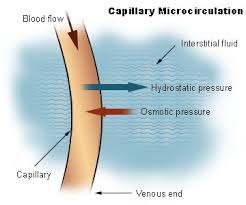 Capillary Microcirculation
Blood flow
Interstitial fluid
Hydrostatic pressure
Osmotic pressure
Capillary
Venous end